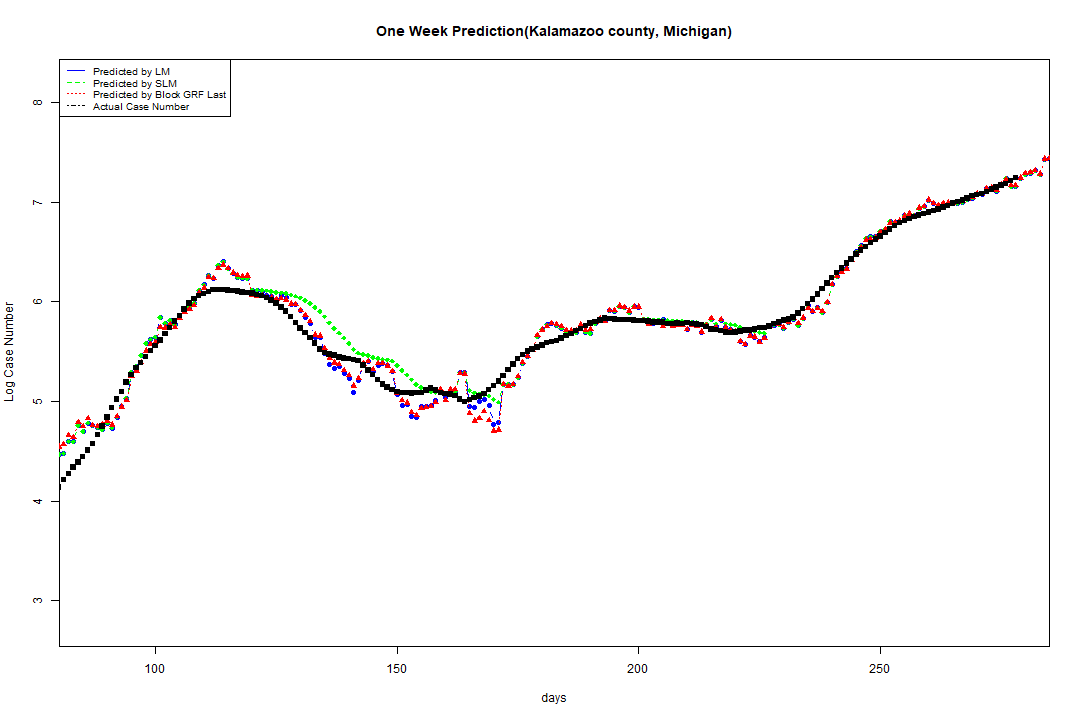 One Week Prediction(Kalamazoo county, Michigan)
Predicted by LM
Predicted by SLM
Predicted by Block GRF Last
Actual Case Number
Log Case Number
8
7
6
5
4
3
100 150 200 250
days